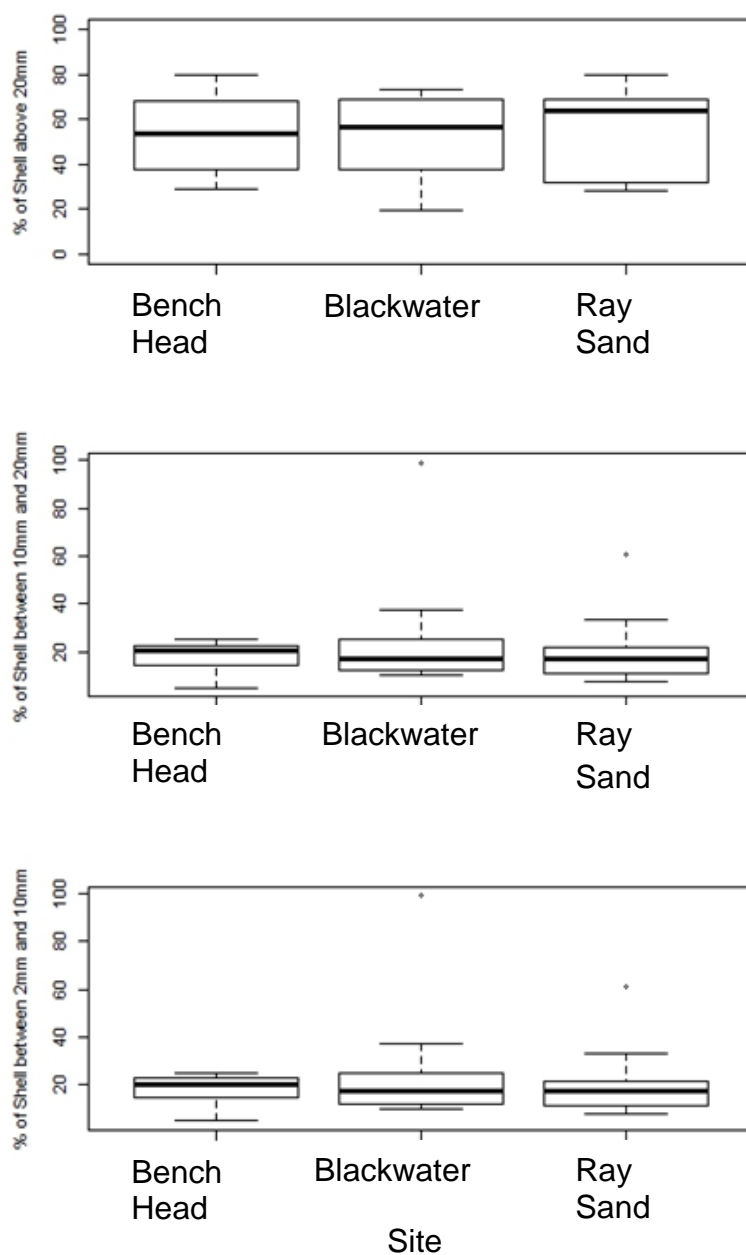 % of Shell above 20mm
100
80
60
40
20
0
Bench
Head
Blackwater
Ray
Sand
% of Shell between 10mm and 20mm
100
80
60
40
20
Bench
Head
Blackwater
Ray
Sand
% of Shell between 2mm and 10mm
100
80
60
40
20
Bench
Head
Blackwater
Ray
Sand
Site